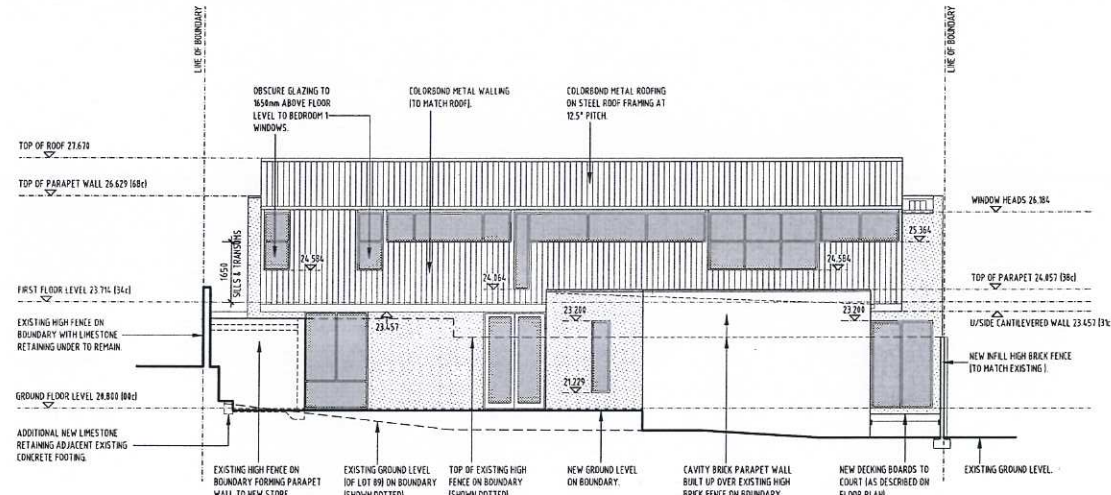 LINE OF BOUNDARY
LINE OF BOUNDARY
OBSCURE GLAZING TO
1650mm ABOVE FLOOR
LEVEL TO BEDROOM 1
WINDOWS.
COLORBOND METAL WALLING
[TO MATCH ROOF].
COLORBOND METAL ROOFING
ON STEEL ROOF FRAMING AT
12.5° PITCH.
TOP OF ROOF 27.670
TOP OF PARAPET WALL 26.629 (68c)
WINDOW HEADS 26.184
25.364
1650
SILLS & TRANSOMS
24.584
24.064
24.584
TOP OF PARAPET 24.057 (38c)
FIRST FLOOR LEVEL 23.714 (34c)
23.457
23.200
23.200
U/SIDE CANTILEVERED WALL 23.457 (31c
EXISTING HIGH FENCE ON
BOUNDARY WITH LIMESTONE
RETAINING UNDER TO REMAIN.
NEW INFILL HIGH BRICK FENCE
[TO MATCH EXISTING].
21.229
GROUND FLOOR LEVEL 20.800 (00c)
ADDITIONAL NEW LIMESTONE
RETAINING ADJACENT EXISTING
CONCRETE FOOTING.
EXISTING HIGH FENCE ON
BOUNDARY FORMING PARAPET
WALL TO NEW STORE
EXISTING GROUND LEVEL
[OF LOT 89] ON BOUNDARY
[SHOWN DOTTED]
TOP OF EXISTING HIGH
FENCE ON BOUNDARY
[SHOWN DOTTED]
NEW GROUND LEVEL
ON BOUNDARY.
CAVITY BRICK PARAPET WALL
BUILT UP OVER EXISTING HIGH
BRICK FENCE ON BOUNDARY
NEW DECKING BOARDS TO
COURT [AS DESCRIBED ON
FLOOR PLAN]
EXISTING GROUND LEVEL.